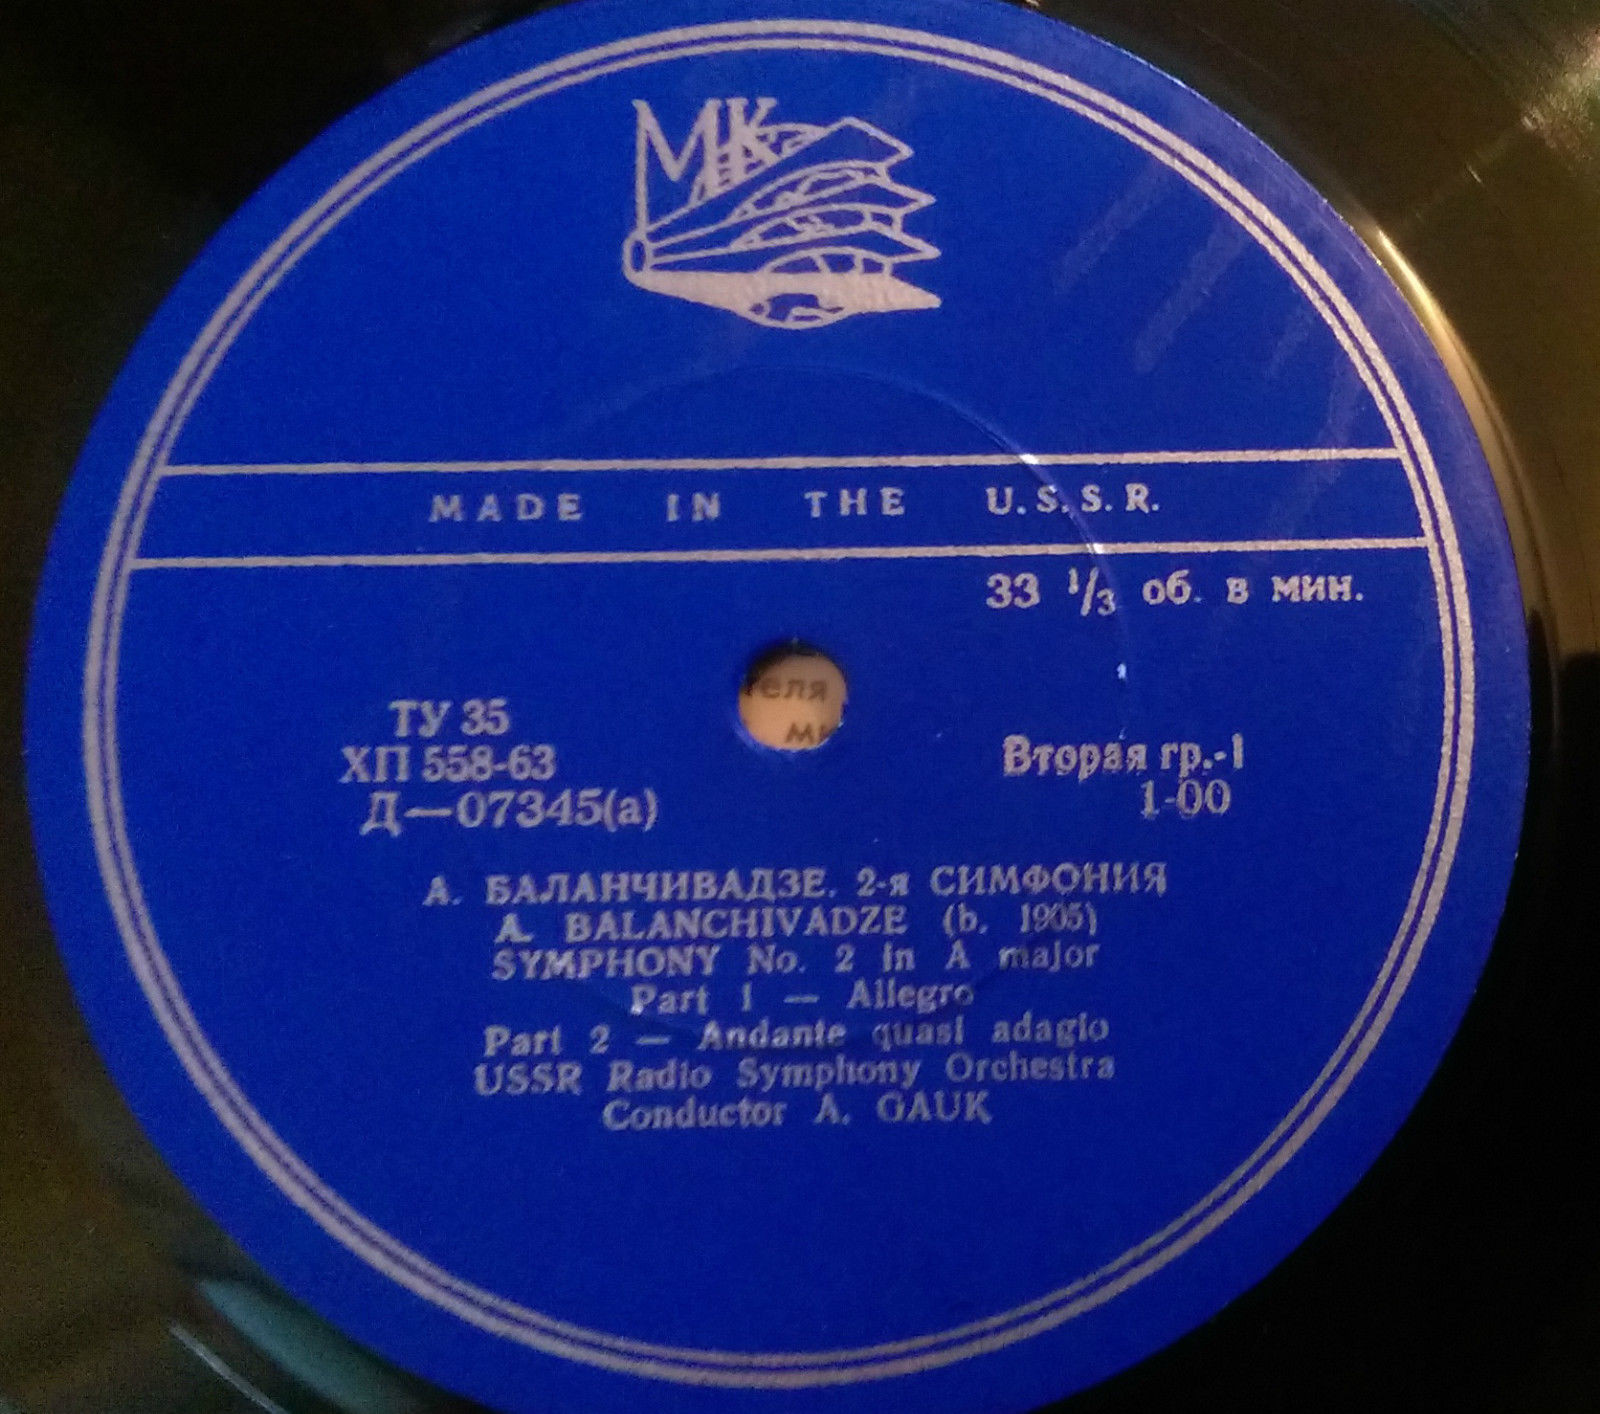 МК
MADE IN THE U.S.S.R.
33 1/3 об. в мин.
теля
ТУ 35
ХП 558-63
Д—07345(а)
Вторая гр.-1
1-00
А. БАЛАНЧИВАДЗЕ. 2-я СИМФОНИЯ
A. BALANCHIVADZE (b. 1905)
SYMPHONY No. 2 in A major
Part 1 — Allegro
Part 2 — Andante quasi adagio
USSR Radio Symphony Orchestra
Conductor A. GAUK